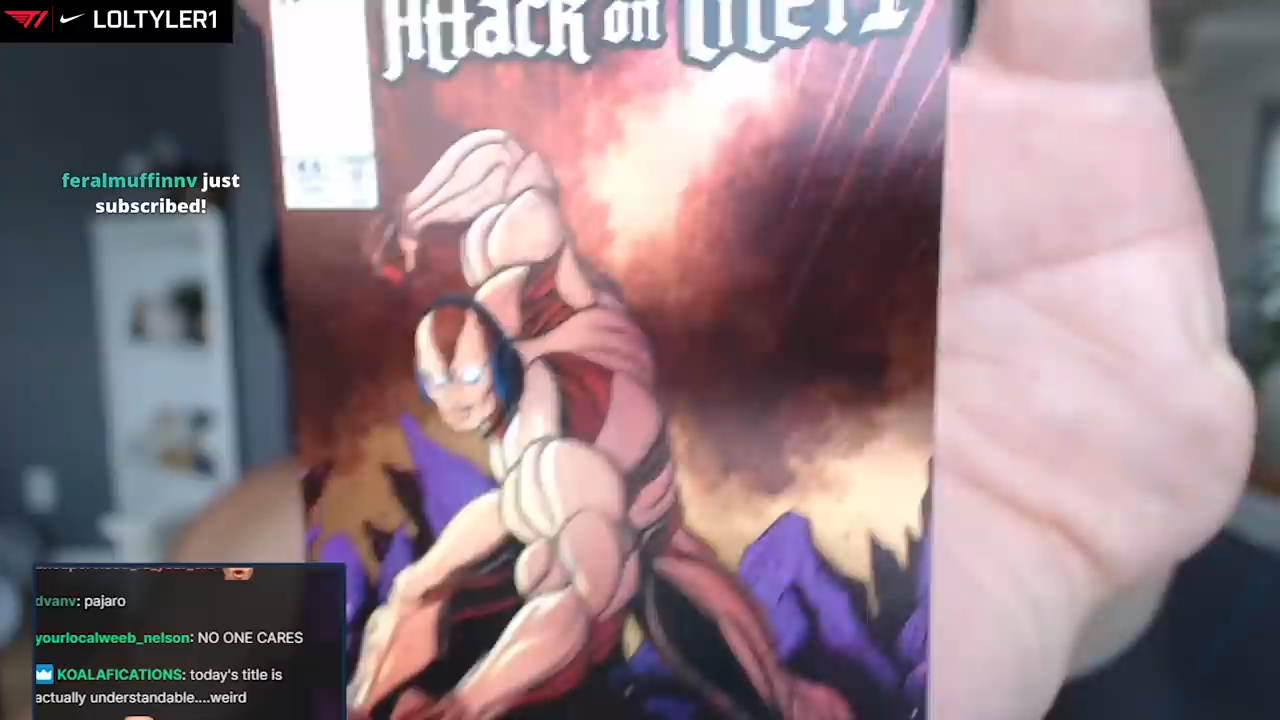 T1 LOLTYLER1
Attack on
feralmuffinnv just
subscribed!
dvanv: pajaro
yourlocalweeb_nelson: NO ONE CARES
KOALAFICATIONS: today's title is
actually understandable....weird